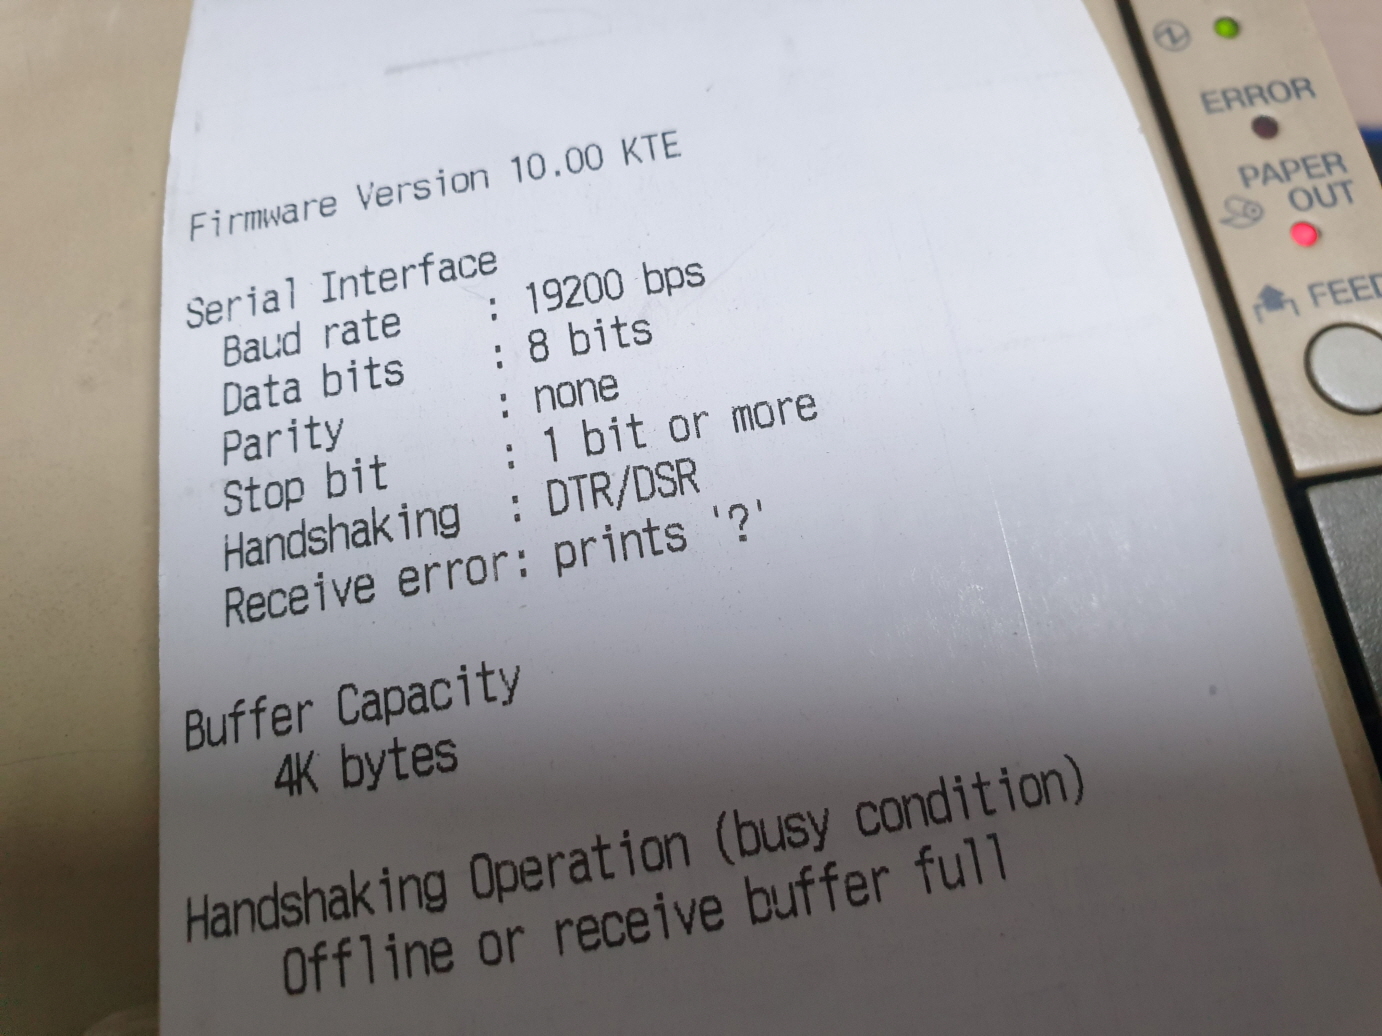 Firmware Version 10.00 KTE
Serial Interface
Baud rate : 19200 bps
Data bits : 8 bits
Parity : none
Stop bit : 1 bit or more
Handshaking : DTR/DSR
Receive error: prints '?'
Buffer Capacity
4K bytes
Handshaking Operation (busy condition)
Offline or receive buffer full
ERROR
PAPER
OUT
FEED